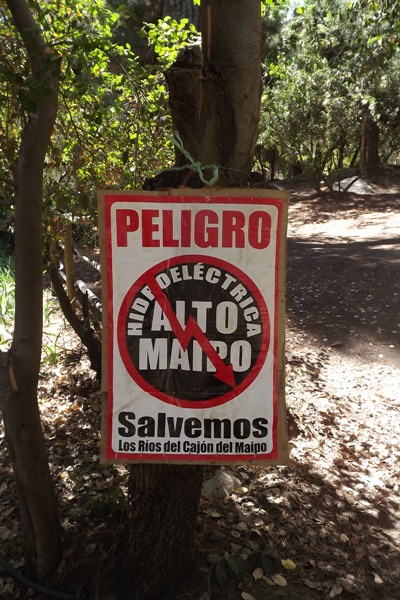 PELIGRO
HIDROELÉCTRICA
ALTO
MAIPO
Salvemos
Los Ríos del Cajón del Maipo